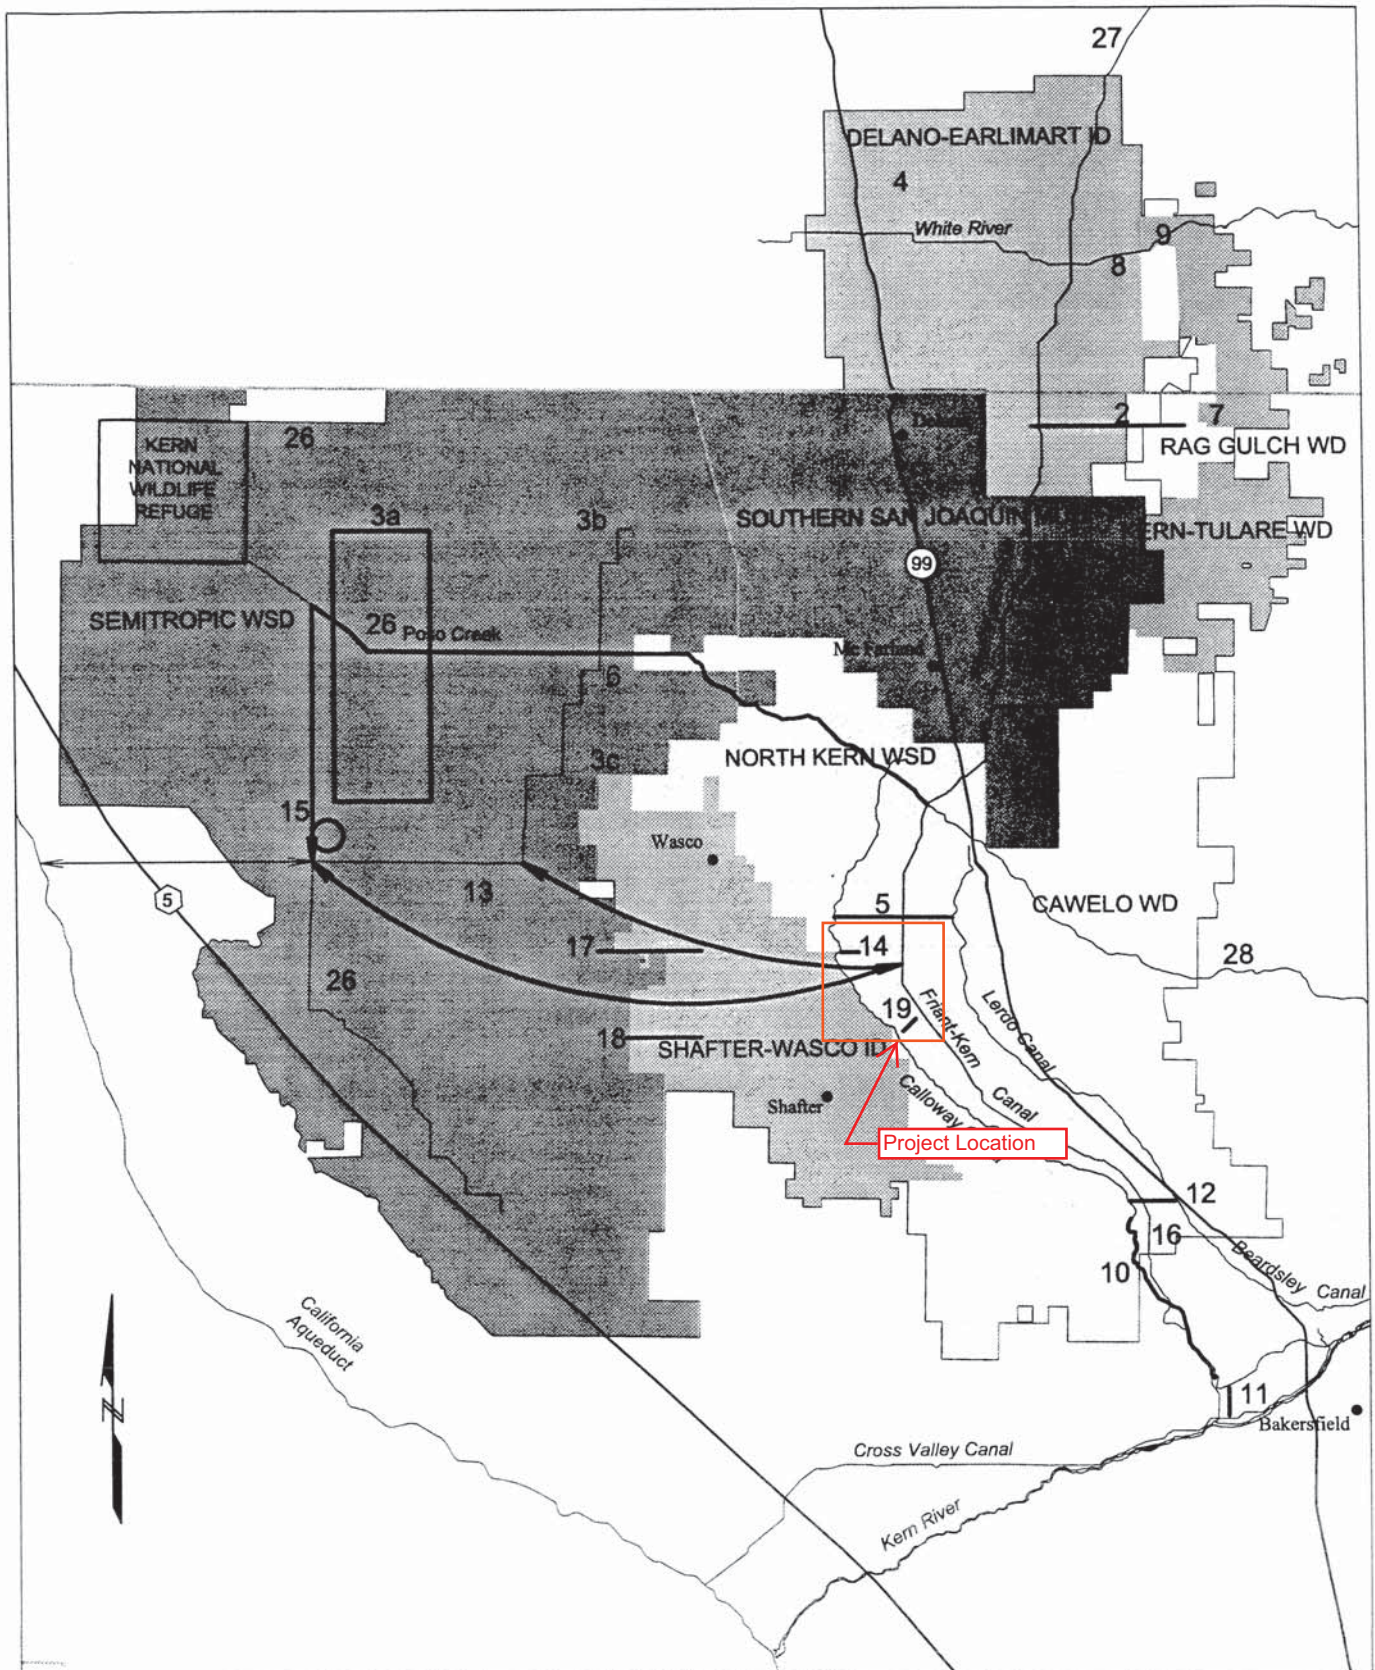 27
DELANO-EARLIMART ID
4
White River
9
8
2
7
RAG GULCH WD
Delano
KERN
NATIONAL
WILDLIFE
REFUGE
26
3a
3b
SOUTHERN SAN JOAQUIN
KERN-TULARE WD
99
SEMITROPIC WSD
26
Poso Creek
Mc Farland
6
NORTH KERN WSD
3c
15
Wasco
13
5
5
CAWELO WD
17
14
28
26
19
Friant-Kern
Canal
Lerdo Canal
18
SHAFTER-WASCO ID
Calloway
Shafter
Project Location
12
16
10
Beardsley Canal
California
Aqueduct
N
11
Bakersfield
Cross Valley Canal
Kern River